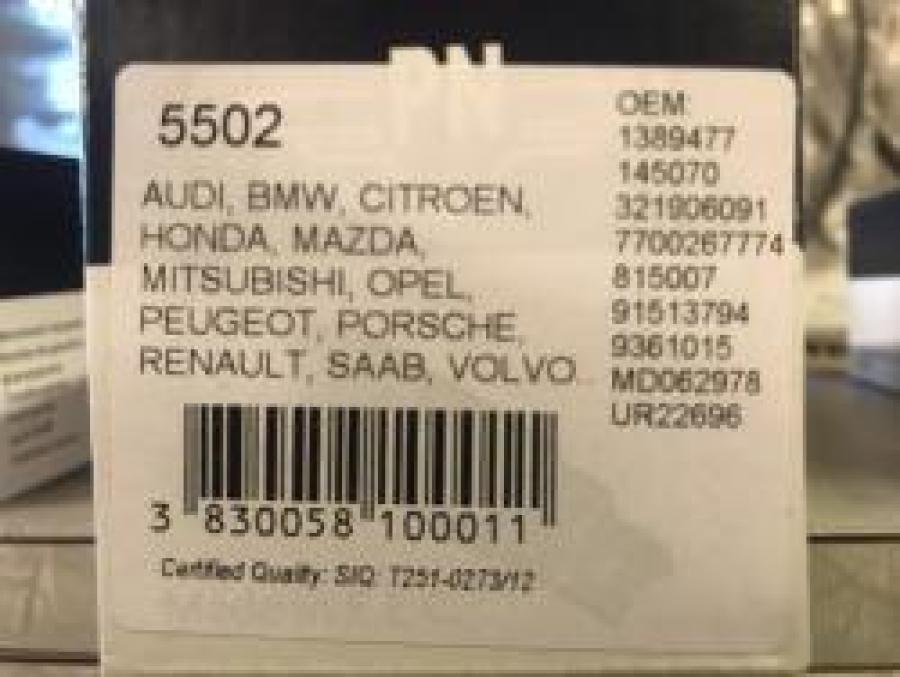 5502
AUDI, BMW, CITROEN,
HONDA, MAZDA,
MITSUBISHI, OPEL,
PEUGEOT, PORSCHE,
RENAULT, SAAB, VOLVO..
OEM:
1389477
145070
321906091
7700267774
815007
91513794
9361015
MD062978
UR22696
3 830058 100011
Certified Quality: SIQ: T251-0273/12